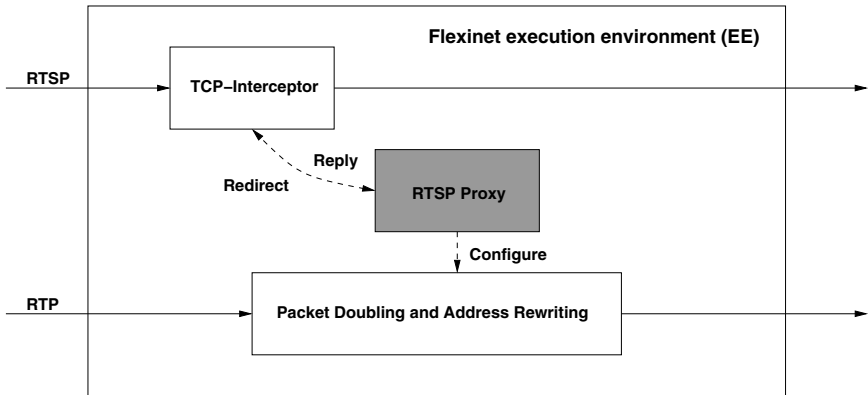 Flexinet execution environment (EE)
RTSP
TCP–Interceptor
Reply
Redirect
RTSP Proxy
Configure
RTP
Packet Doubling and Address Rewriting